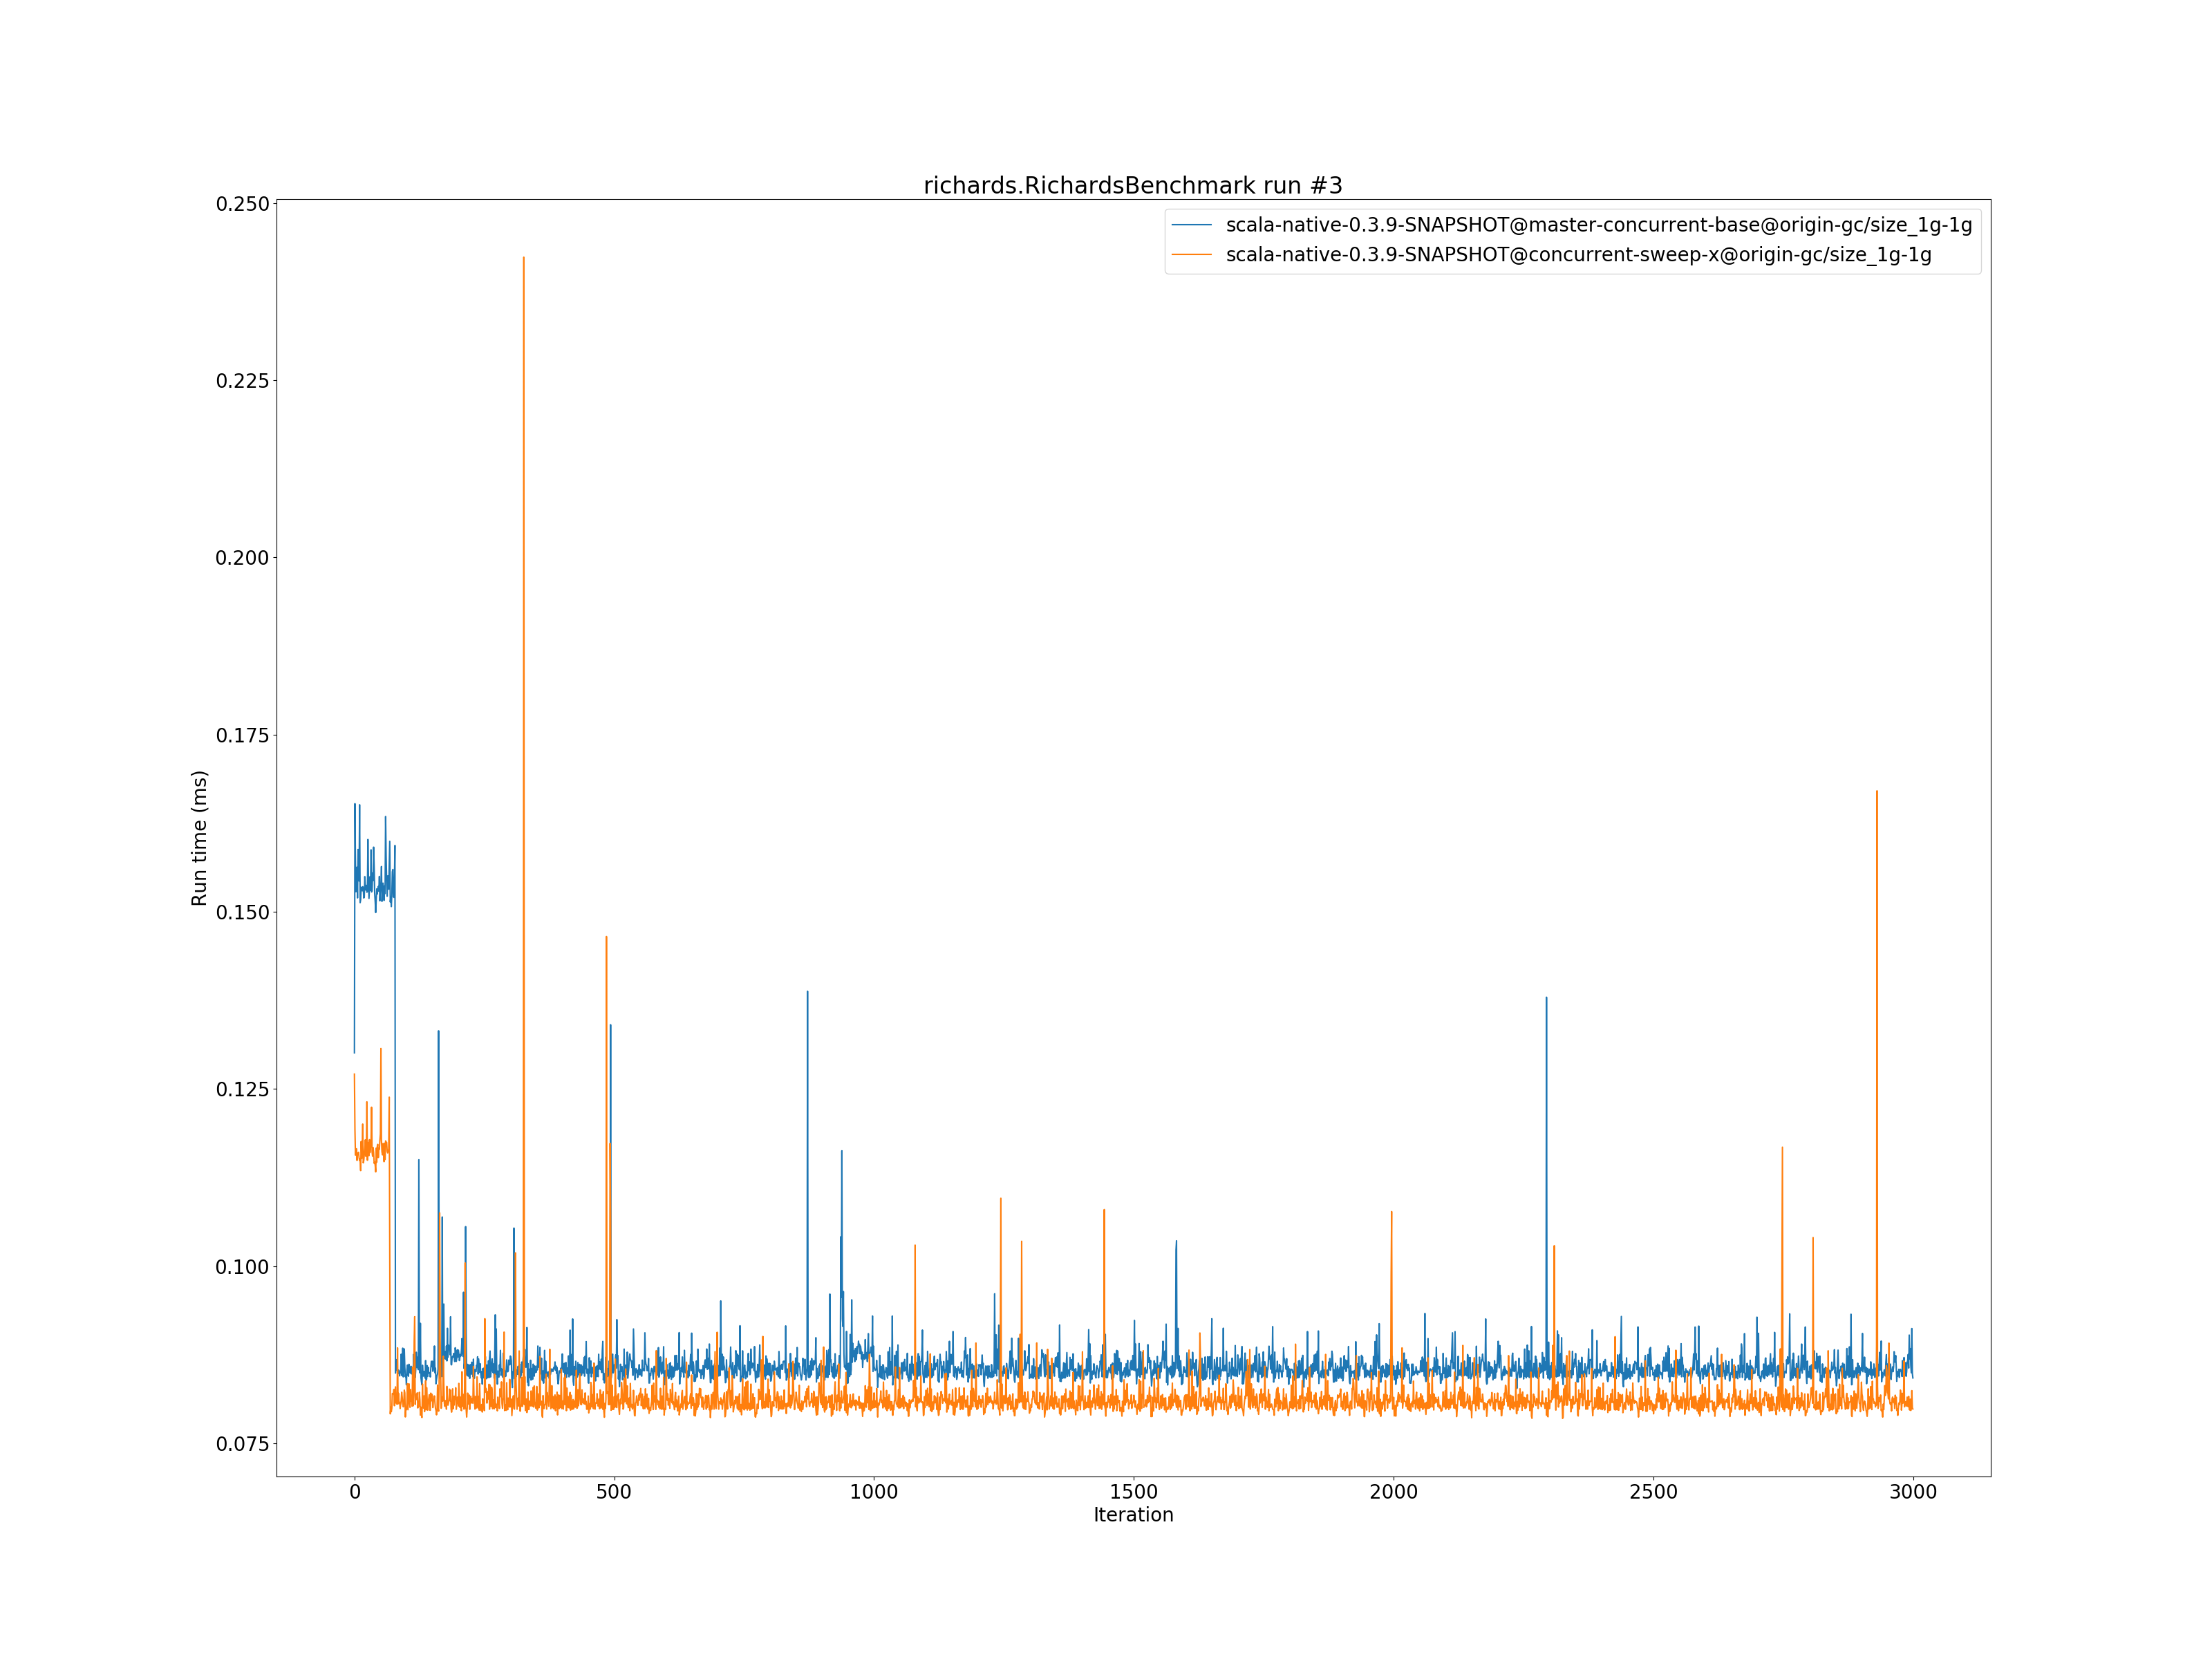 richards.RichardsBenchmark run #3
scala-native-0.3.9-SNAPSHOT@master-concurrent-base@origin-gc/size_1g-1g
scala-native-0.3.9-SNAPSHOT@concurrent-sweep-x@origin-gc/size_1g-1g
Run time (ms)
0.250
0.225
0.200
0.175
0.150
0.125
0.100
0.075
0 500 1000 1500 2000 2500 3000
Iteration